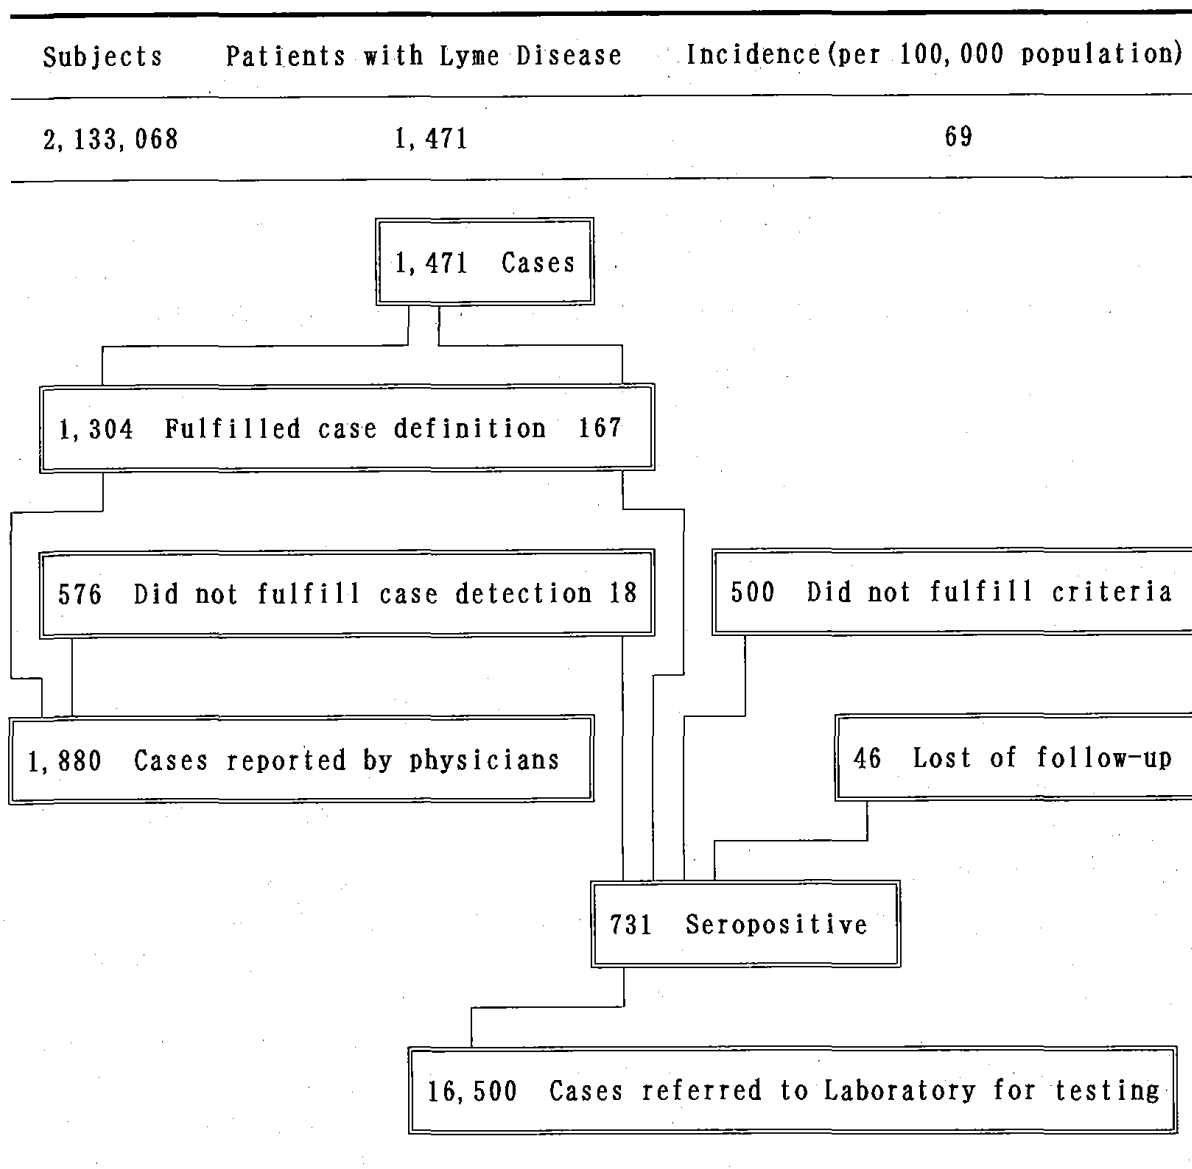 Subjects Patients with Lyme Disease Incidence(per 100,000 population)
2,133,068 1,471 69
1,471 Cases
1,304 Fulfilled case definition 167
576 Did not fulfill case detection 18
500 Did not fulfill criteria
1,880 Cases reported by physicians
46 Lost of follow-up
731 Seropositive
16,500 Cases referred to Laboratory for testing